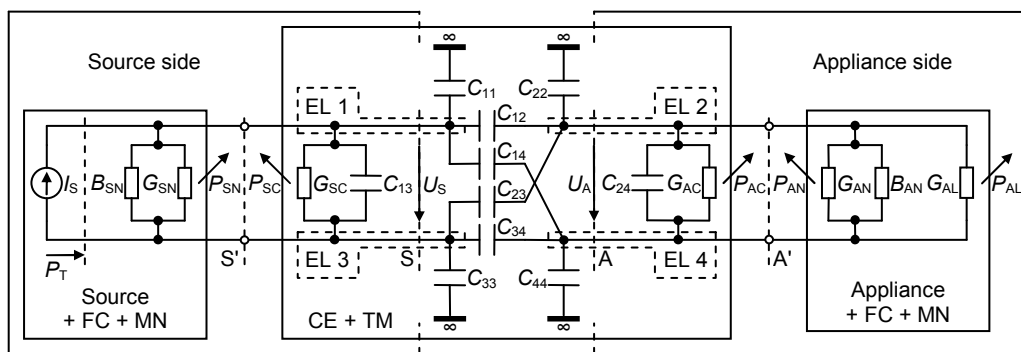 ∞ ∞
Source side
C11 C22
Appliance side
EL 1 C12 EL 2
C14
IS BSN GSN PSN PSC GSC C13 US C23 UA C24 GAC PAC PAN GAN BAN GAL PAL
C34
PT S' EL 3 S A EL 4 A'
C33 C44
Source
+ FC + MN
CE + TM
Appliance
+ FC + MN
∞ ∞